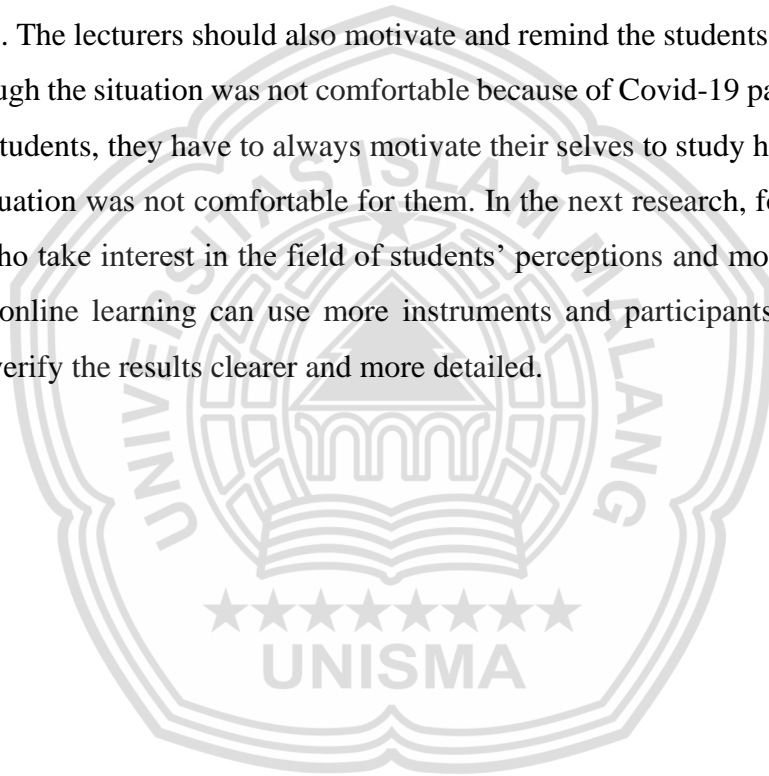 . The lecturers should also motivate and remind the students
ugh the situation was not comfortable because of Covid-19 pa
tudents, they have to always motivate their selves to study h
uation was not comfortable for them. In the next research, fo
ho take interest in the field of students’ perceptions and mo
online learning can use more instruments and participants
verify the results clearer and more detailed.
UNIVERSITAS ISLAM MALANG
UNISMA